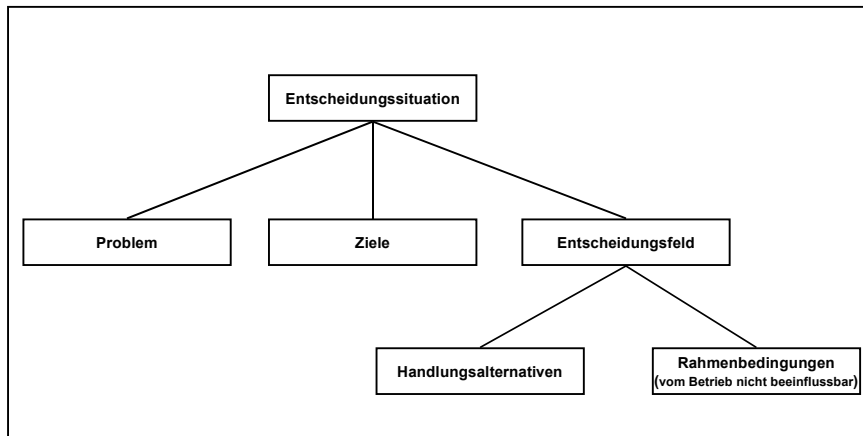 Entscheidungssituation
Problem
Ziele
Entscheidungsfeld
Handlungsalternativen
Rahmenbedingungen
(vom Betrieb nicht beeinflussbar)